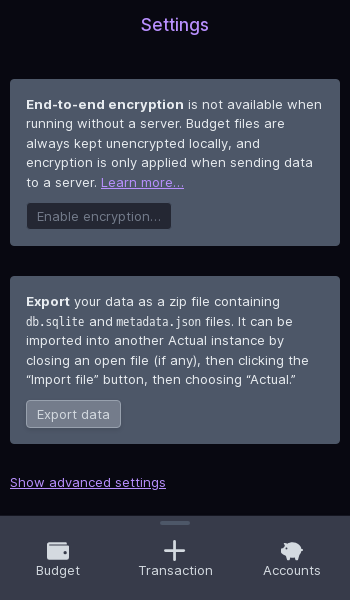 Settings
End-to-end encryption is not available when
running without a server. Budget files are
always kept unencrypted locally, and
encryption is only applied when sending data
to a server. Learn more…
Enable encryption…
Export your data as a zip file containing
db.sqlite and metadata.json files. It can be
imported into another Actual instance by
closing an open file (if any), then clicking the
“Import file” button, then choosing “Actual.”
Export data
Show advanced settings
Budget Transaction Accounts